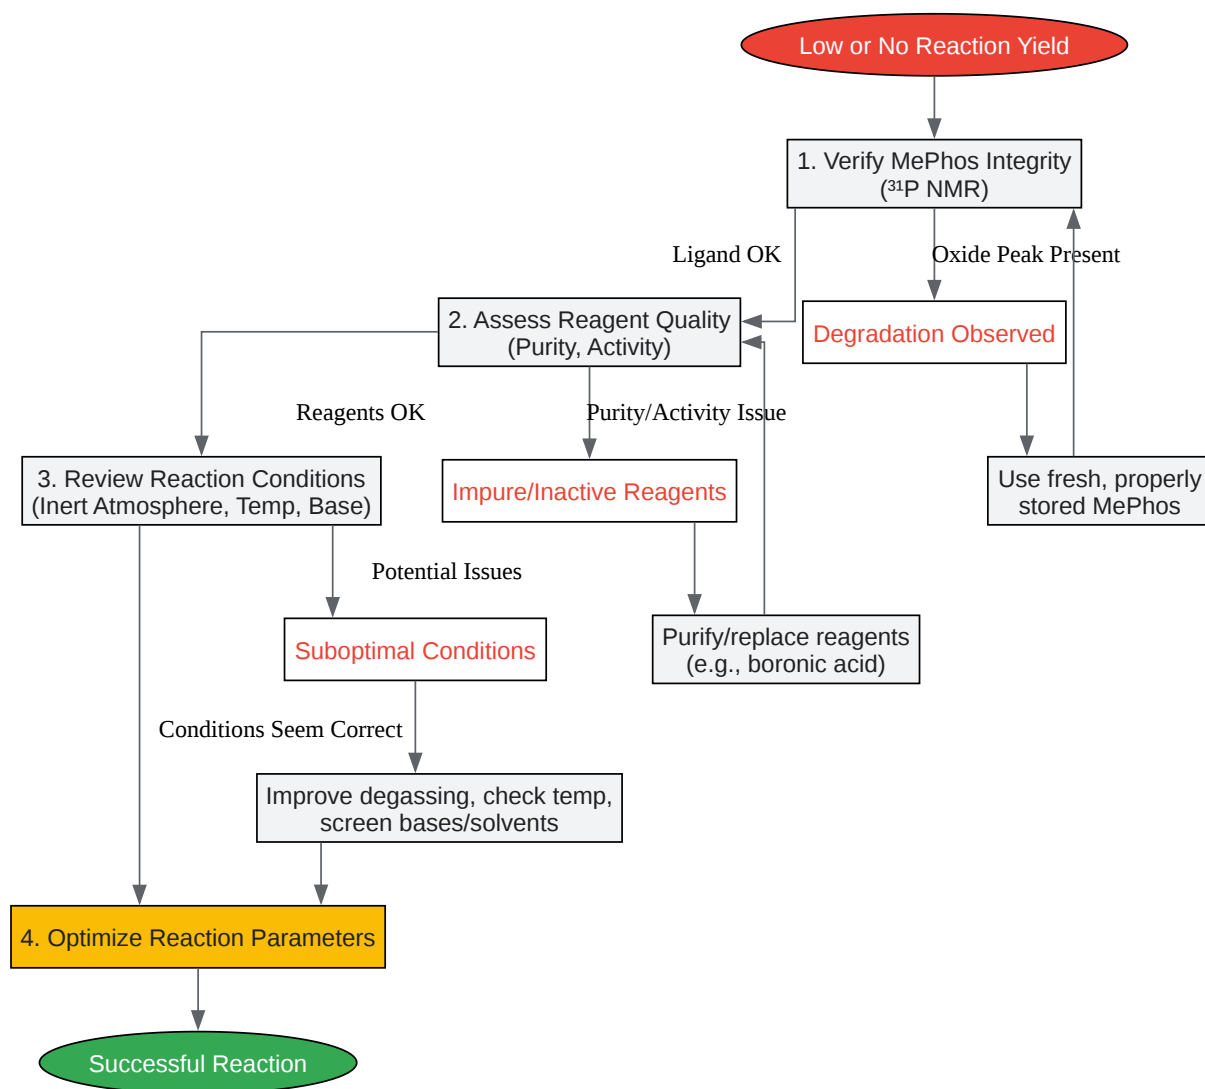 Low or No Reaction Yield
1. Verify MePhos Integrity
(³¹P NMR)
Ligand OK
Oxide Peak Present
2. Assess Reagent Quality
(Purity, Activity)
Degradation Observed
Reagents OK
Purity/Activity Issue
3. Review Reaction Conditions
(Inert Atmosphere, Temp, Base)
Impure/Inactive Reagents
Use fresh, properly
stored MePhos
Potential Issues
Suboptimal Conditions
Purify/replace reagents
(e.g., boronic acid)
Conditions Seem Correct
Improve degassing, check temp,
screen bases/solvents
4. Optimize Reaction Parameters
Successful Reaction